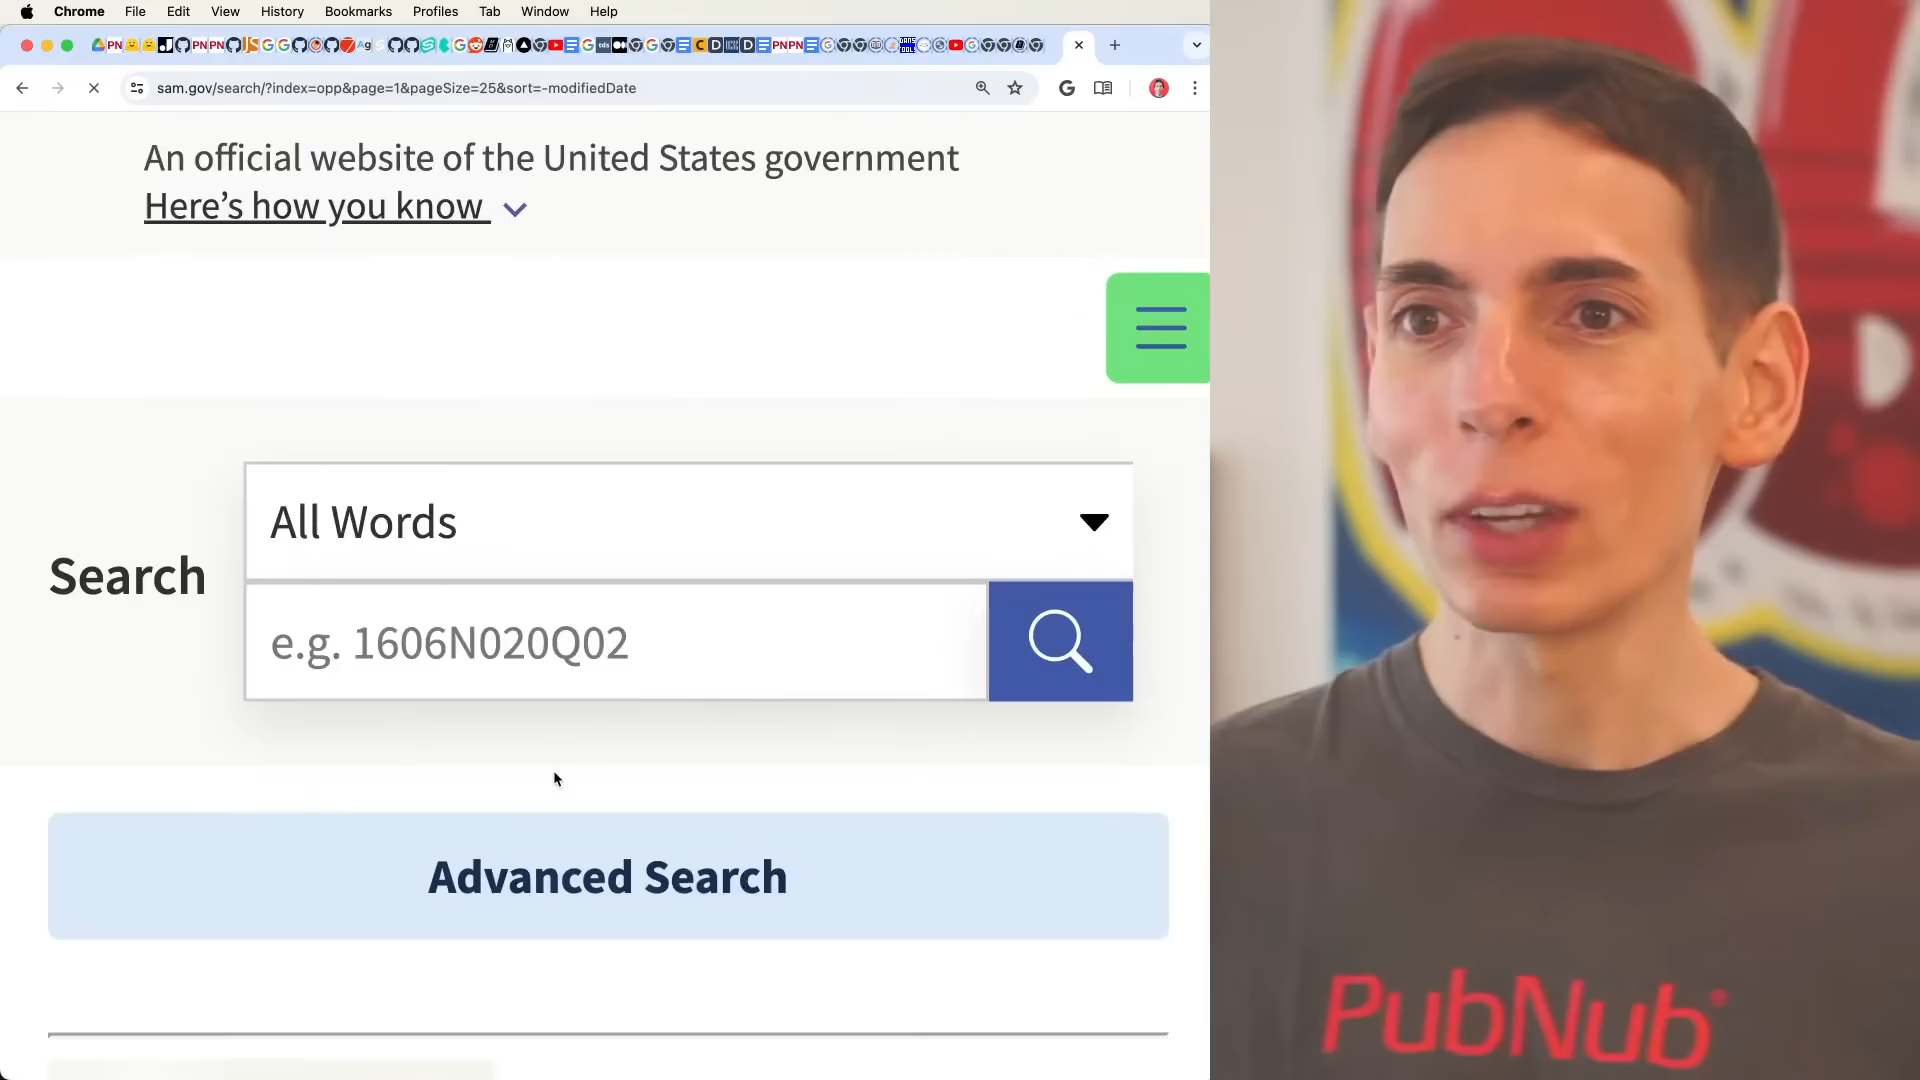 Chrome File Edit View History Bookmarks Profiles Tab Window Help
sam.gov/search/?index=opp&page=1&pageSize=25&sort=-modifiedDate
An official website of the United States government
Here’s how you know
All Words
Search
e.g. 1606N020Q02
Advanced Search
PubNub